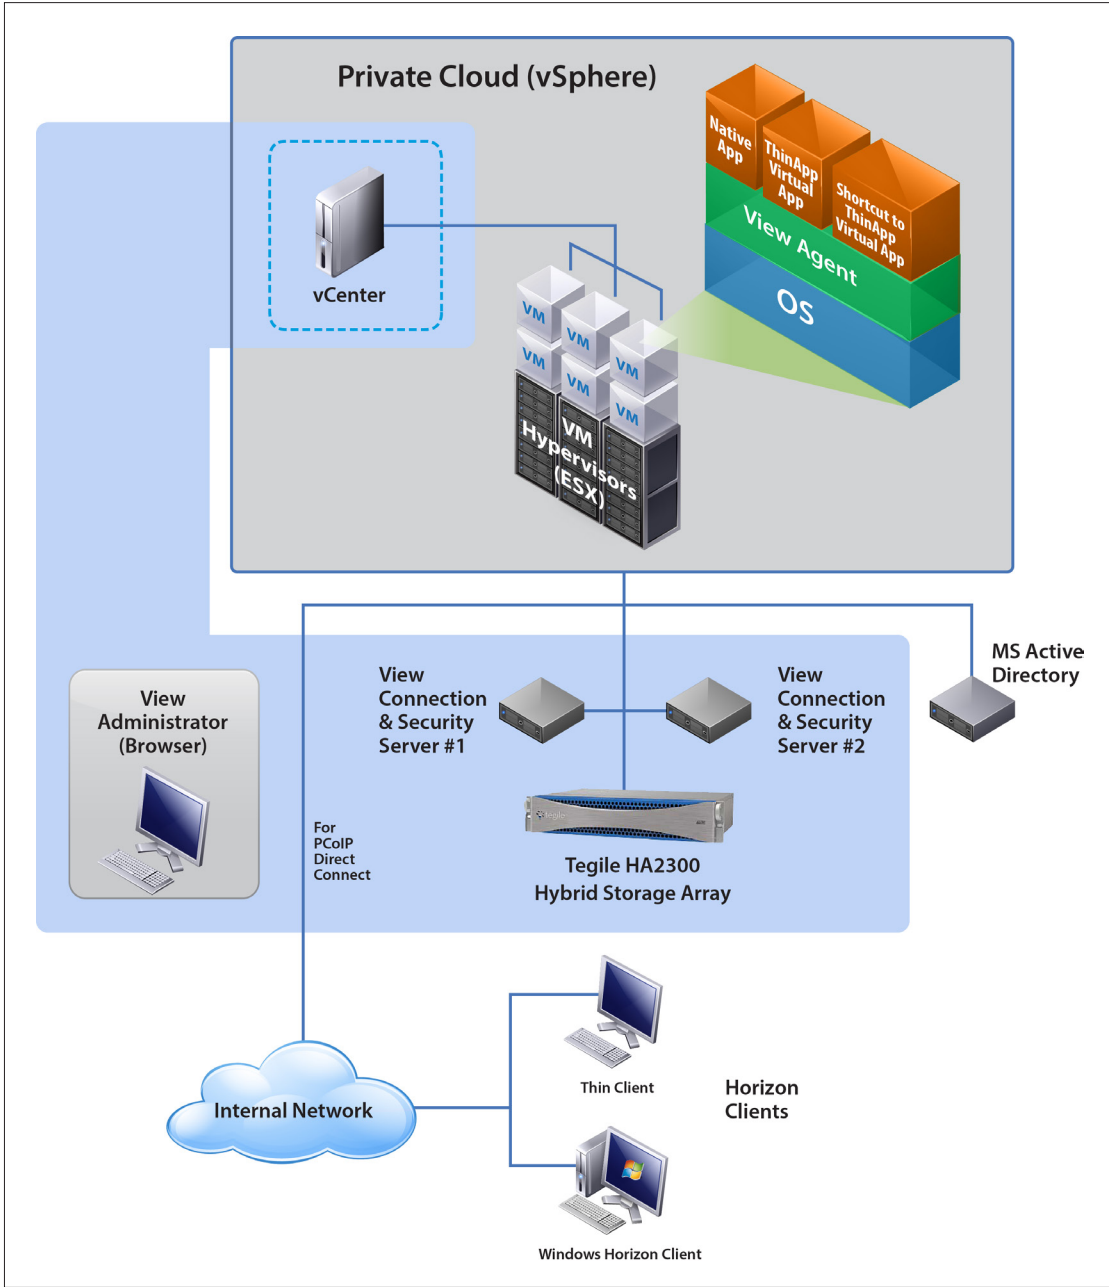 Private Cloud (vSphere)
Native
App
ThinApp
Virtual
App
Shortcut to
ThinApp
Virtual App
View Agent
OS
vCenter
VM
VM
VM
VM
VM
VM
VM
Hypervisors
(ESX)
MS Active
Directory
View
Connection
& Security
Server #1
View
Connection
& Security
Server #2
View
Administrator
(Browser)
tegile
For
PCoIP
Direct
Connect
Tegile HA2300
Hybrid Storage Array
Thin Client
Horizon
Clients
Internal Network
Windows Horizon Client